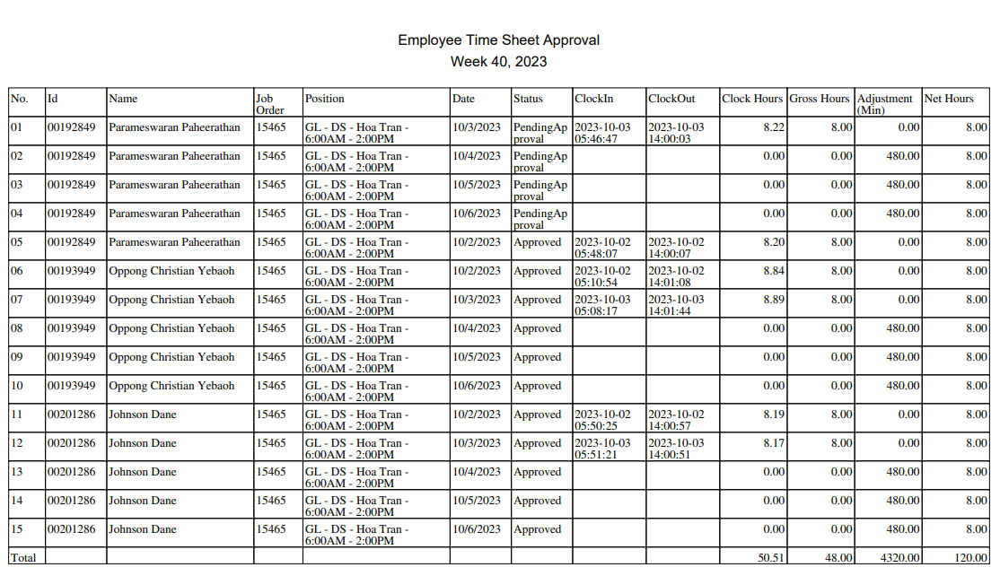 Employee Time Sheet Approval
Week 40, 2023
No. Id Name Job Order Position Date Status ClockIn ClockOut Clock Hours Gross Hours Adjustment (Min) Net Hours
01 00192849 Parameswaran Paheerathan 15465 GL - DS - Hoa Tran - 10/3/2023 PendingAp 2023-10-03 2023-10-03 8.22 8.00 0.00 8.00
6:00AM - 2:00PM proval 05:46:47 14:00:03
02 00192849 Parameswaran Paheerathan 15465 GL - DS - Hoa Tran - 10/4/2023 PendingAp 0.00 0.00 480.00 8.00
6:00AM - 2:00PM proval
03 00192849 Parameswaran Paheerathan 15465 GL - DS - Hoa Tran - 10/5/2023 PendingAp 0.00 0.00 480.00 8.00
6:00AM - 2:00PM proval
04 00192849 Parameswaran Paheerathan 15465 GL - DS - Hoa Tran - 10/6/2023 PendingAp 0.00 0.00 480.00 8.00
6:00AM - 2:00PM proval
05 00192849 Parameswaran Paheerathan 15465 GL - DS - Hoa Tran - 10/2/2023 Approved 2023-10-02 2023-10-02 8.20 8.00 0.00 8.00
6:00AM - 2:00PM 05:48:07 14:00:07
06 00193949 Oppong Christian Yebaoh 15465 GL - DS - Hoa Tran - 10/2/2023 Approved 2023-10-02 2023-10-02 8.84 8.00 0.00 8.00
6:00AM - 2:00PM 05:10:54 14:01:08
07 00193949 Oppong Christian Yebaoh 15465 GL - DS - Hoa Tran - 10/3/2023 Approved 2023-10-03 2023-10-03 8.89 8.00 0.00 8.00
6:00AM - 2:00PM 05:08:17 14:01:44
08 00193949 Oppong Christian Yebaoh 15465 GL - DS - Hoa Tran - 10/4/2023 Approved 0.00 0.00 480.00 8.00
6:00AM - 2:00PM
09 00193949 Oppong Christian Yebaoh 15465 GL - DS - Hoa Tran - 10/5/2023 Approved 0.00 0.00 480.00 8.00
6:00AM - 2:00PM
10 00193949 Oppong Christian Yebaoh 15465 GL - DS - Hoa Tran - 10/6/2023 Approved 0.00 0.00 480.00 8.00
6:00AM - 2:00PM
11 00201286 Johnson Dane 15465 GL - DS - Hoa Tran - 10/2/2023 Approved 2023-10-02 2023-10-02 8.19 8.00 0.00 8.00
6:00AM - 2:00PM 05:50:25 14:00:57
12 00201286 Johnson Dane 15465 GL - DS - Hoa Tran - 10/3/2023 Approved 2023-10-03 2023-10-03 8.17 8.00 0.00 8.00
6:00AM - 2:00PM 05:51:21 14:00:51
13 00201286 Johnson Dane 15465 GL - DS - Hoa Tran - 10/4/2023 Approved 0.00 0.00 480.00 8.00
6:00AM - 2:00PM
14 00201286 Johnson Dane 15465 GL - DS - Hoa Tran - 10/5/2023 Approved 0.00 0.00 480.00 8.00
6:00AM - 2:00PM
15 00201286 Johnson Dane 15465 GL - DS - Hoa Tran - 10/6/2023 Approved 0.00 0.00 480.00 8.00
6:00AM - 2:00PM
Total 50.51 48.00 4320.00 120.00